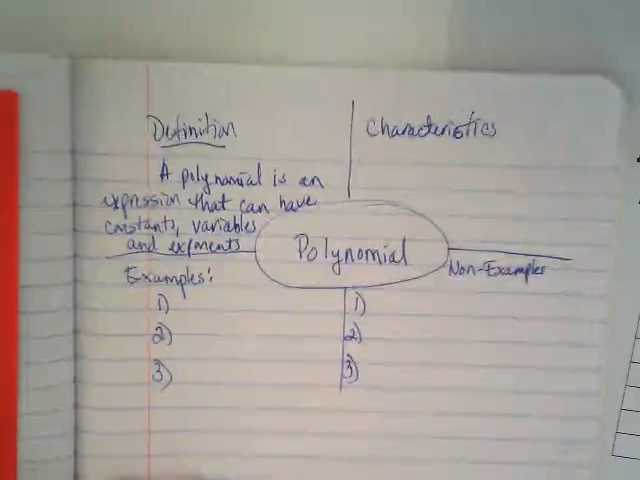 Definition
Characteristics
A polynomial is an
expression that can have
constants, variables
and exponents
Polynomial
Examples:
1)
2)
3)
Non-Examples
1)
2)
3)